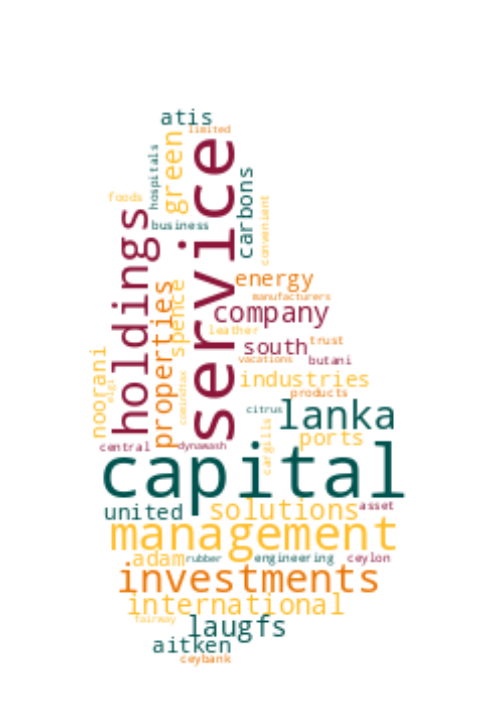 atis
limited
service
green
hospitals
foods
business
carbons
convenient
holdings
energy
manufacturers
company
properties
spence
leather
south
trust
vacations
butani
noorani
industries
products
citrus
lanka
ports
cargills
central
dynawash
capital
asset
united
solutions
management
adam
rubber
engineering
ceylon
investments
international
fairway
laugfs
aitken
ceybank